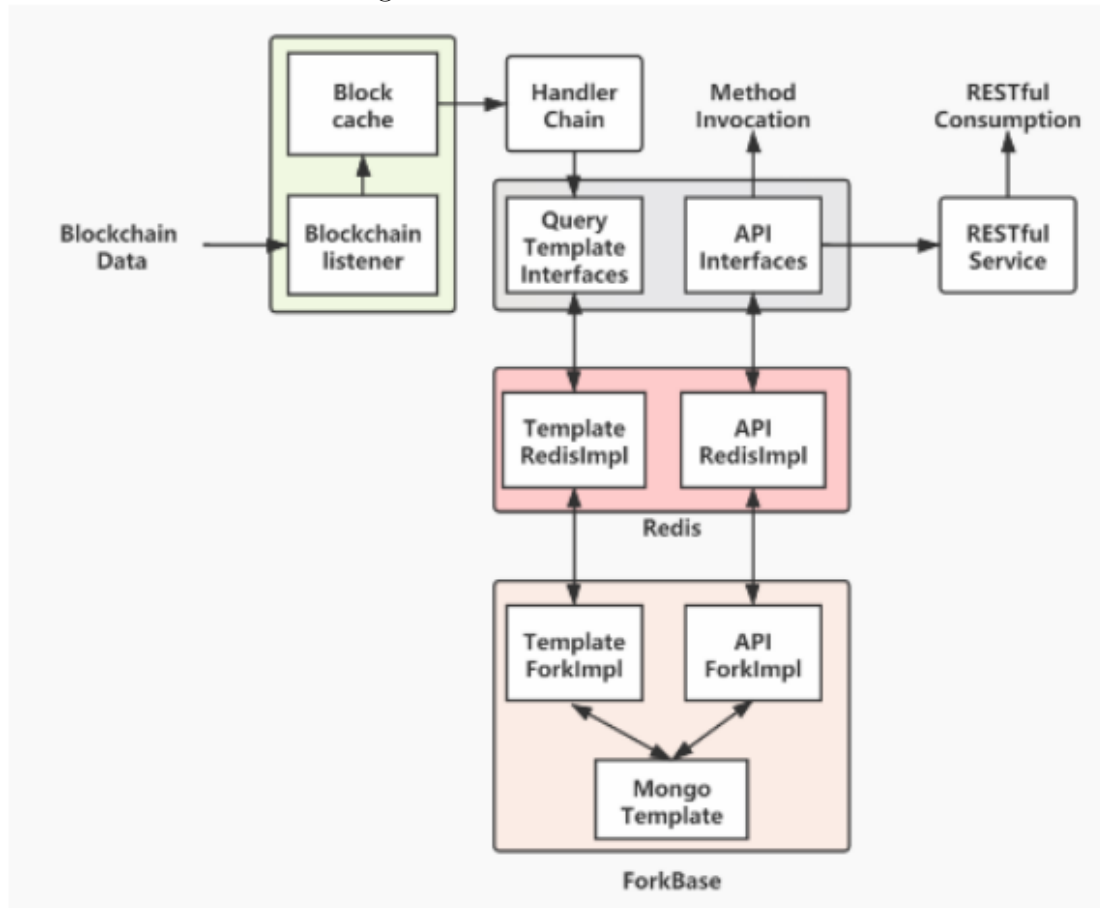 Block
cache
Handler
Chain
Method
Invocation
RESTful
Consumption
Blockchain
Data
Blockchain
listener
Query
Template
Interfaces
API
Interfaces
RESTful
Service
Template
RedisImpl
API
RedisImpl
Redis
Template
ForkImpl
API
ForkImpl
Mongo
Template
ForkBase